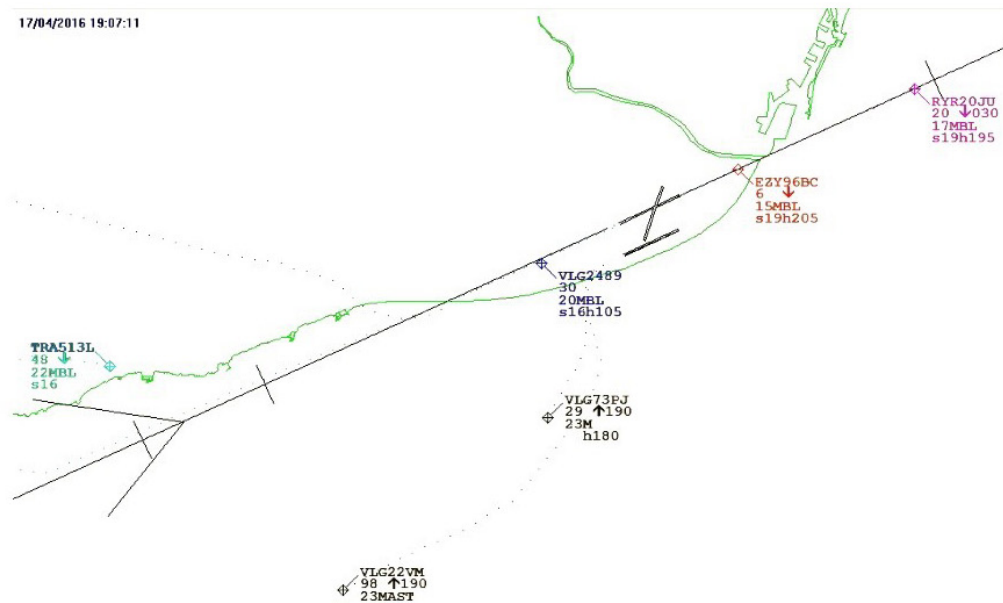 17/04/2016 19:07:11
RYR20JU
20 ↓030
17MBL
s19h195
EZY96BC
6 ↓
15MBL
s19h205
VLG2489
30
20MBL
s16h105
TRA513L
48 ↓
22MBL
s16
VLG73PJ
29 ↑190
23M
h180
VLG22VM
98 ↑190
23MAST